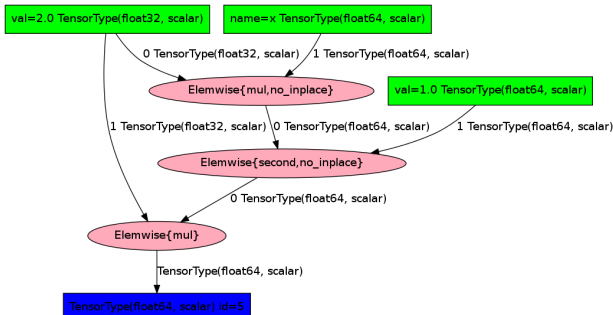 val=2.0 TensorType(float32, scalar)
name=x TensorType(float64, scalar)
0 TensorType(float32, scalar)
1 TensorType(float64, scalar)
Elemwise{mul,no_inplace}
val=1.0 TensorType(float64, scalar)
1 TensorType(float32, scalar)
0 TensorType(float64, scalar)
1 TensorType(float64, scalar)
Elemwise{second,no_inplace}
0 TensorType(float64, scalar)
Elemwise{mul}
TensorType(float64, scalar)
TensorType(float64, scalar) id=5